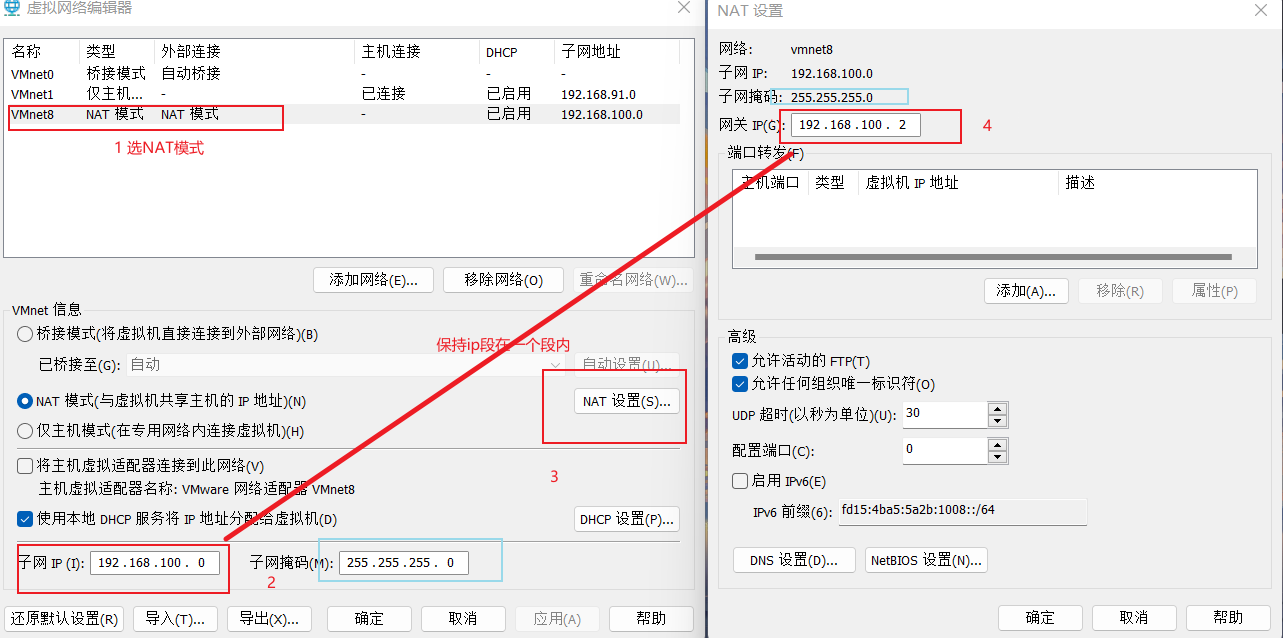 虚拟网络编辑器
名称 类型 外部连接 主机连接 DHCP 子网地址
VMnet0 桥接模式 自动桥接 - - -
VMnet1 仅主机... - 已连接 已启用 192.168.91.0
VMnet8 NAT 模式 NAT 模式 - 已启用 192.168.100.0
1 选NAT模式
添加网络(E)... 移除网络(O) 重命名网络(W)...
VMnet 信息
桥接模式(将虚拟机直接连接到外部网络)(B)
保持ip段在一个段内
已桥接至(G): 自动 自动设置(U)...
NAT 模式(与虚拟机共享主机的 IP 地址)(N) NAT 设置(S)...
仅主机模式(在专用网络内连接虚拟机)(H)
将主机虚拟适配器连接到此网络(V)
3
主机虚拟适配器名称: VMware 网络适配器 VMnet8
使用本地 DHCP 服务将 IP 地址分配给虚拟机(D) DHCP 设置(P)...
子网 IP (I): 192 .168 .100 . 0 子网掩码(M): 255 .255 .255 . 0
2
还原默认设置(R) 导入(T)... 导出(X)... 确定 取消 应用(A) 帮助
NAT 设置
网络: vmnet8
子网 IP: 192.168.100.0
子网掩码: 255.255.255.0
网关 IP(G): 192 .168 .100 . 2 4
端口转发(F)
主机端口 类型 虚拟机 IP 地址 描述
添加(A)... 移除(R) 属性(P)
高级
允许活动的 FTP(T)
允许任何组织唯一标识符(O)
UDP 超时(以秒为单位)(U): 30
配置端口(C): 0
启用 IPv6(E)
IPv6 前缀(6): fd15:4ba5:5a2b:1008::/64
DNS 设置(D)... NetBIOS 设置(N)...
确定 取消 帮助